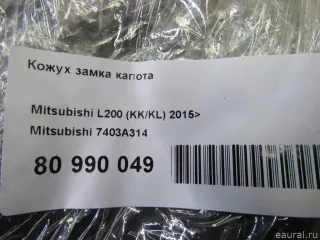 Кожух замка капота
Mitsubishi L200 (KK/KL) 2015>
Mitsubishi 7403A314
80 990 049
eaural.ru